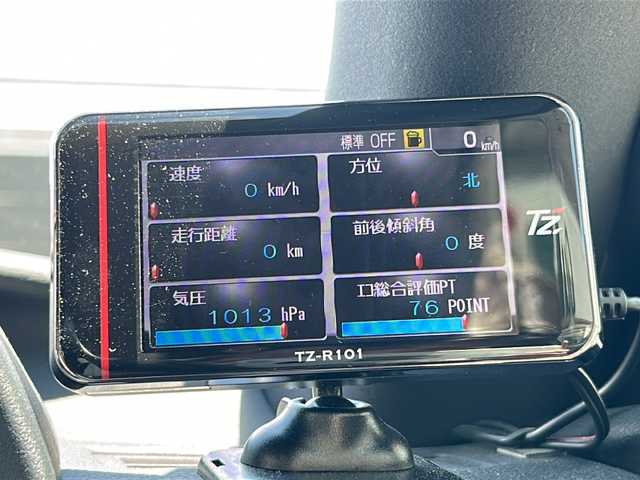 標準 OFF 0 km/h
速度
0 km/h
方位
北
走行距離
0 km
前後傾斜角
0 度
気圧
1013 hPa
エコ総合評価PT
76 POINT
TZ
TZ-R101